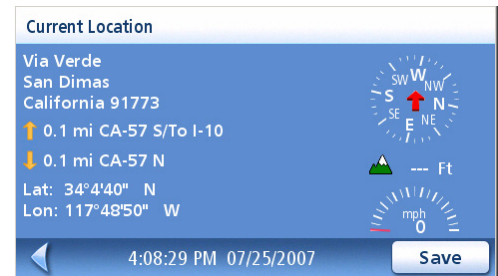 Current Location
Via Verde
San Dimas
California 91773
0.1 mi CA-57 S/To I-10
0.1 mi CA-57 N
Lat: 34°4'40" N
Lon: 117°48'50" W
SW W NW
S N
SE E NE
--- Ft
mph
0
4:08:29 PM 07/25/2007
Save